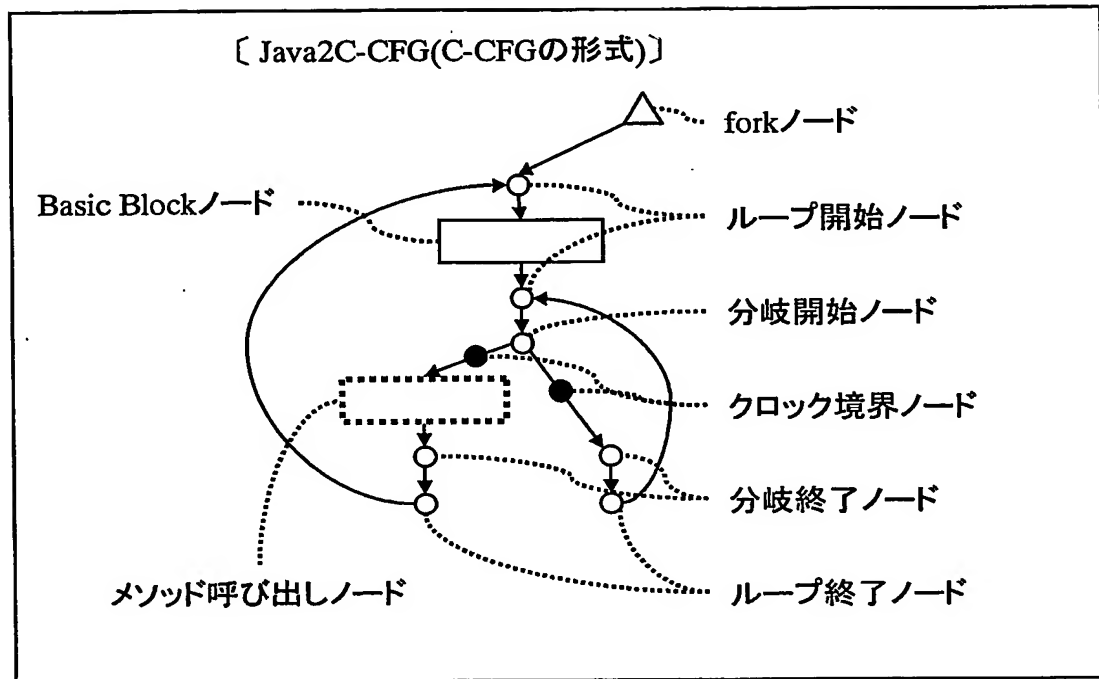 〔 Java2C-CFG(C-CFGの形式)〕
forkノード
Basic Blockノード
ループ開始ノード
分岐開始ノード
クロック境界ノード
分岐終了ノード
メソッド呼び出しノード
ループ終了ノード